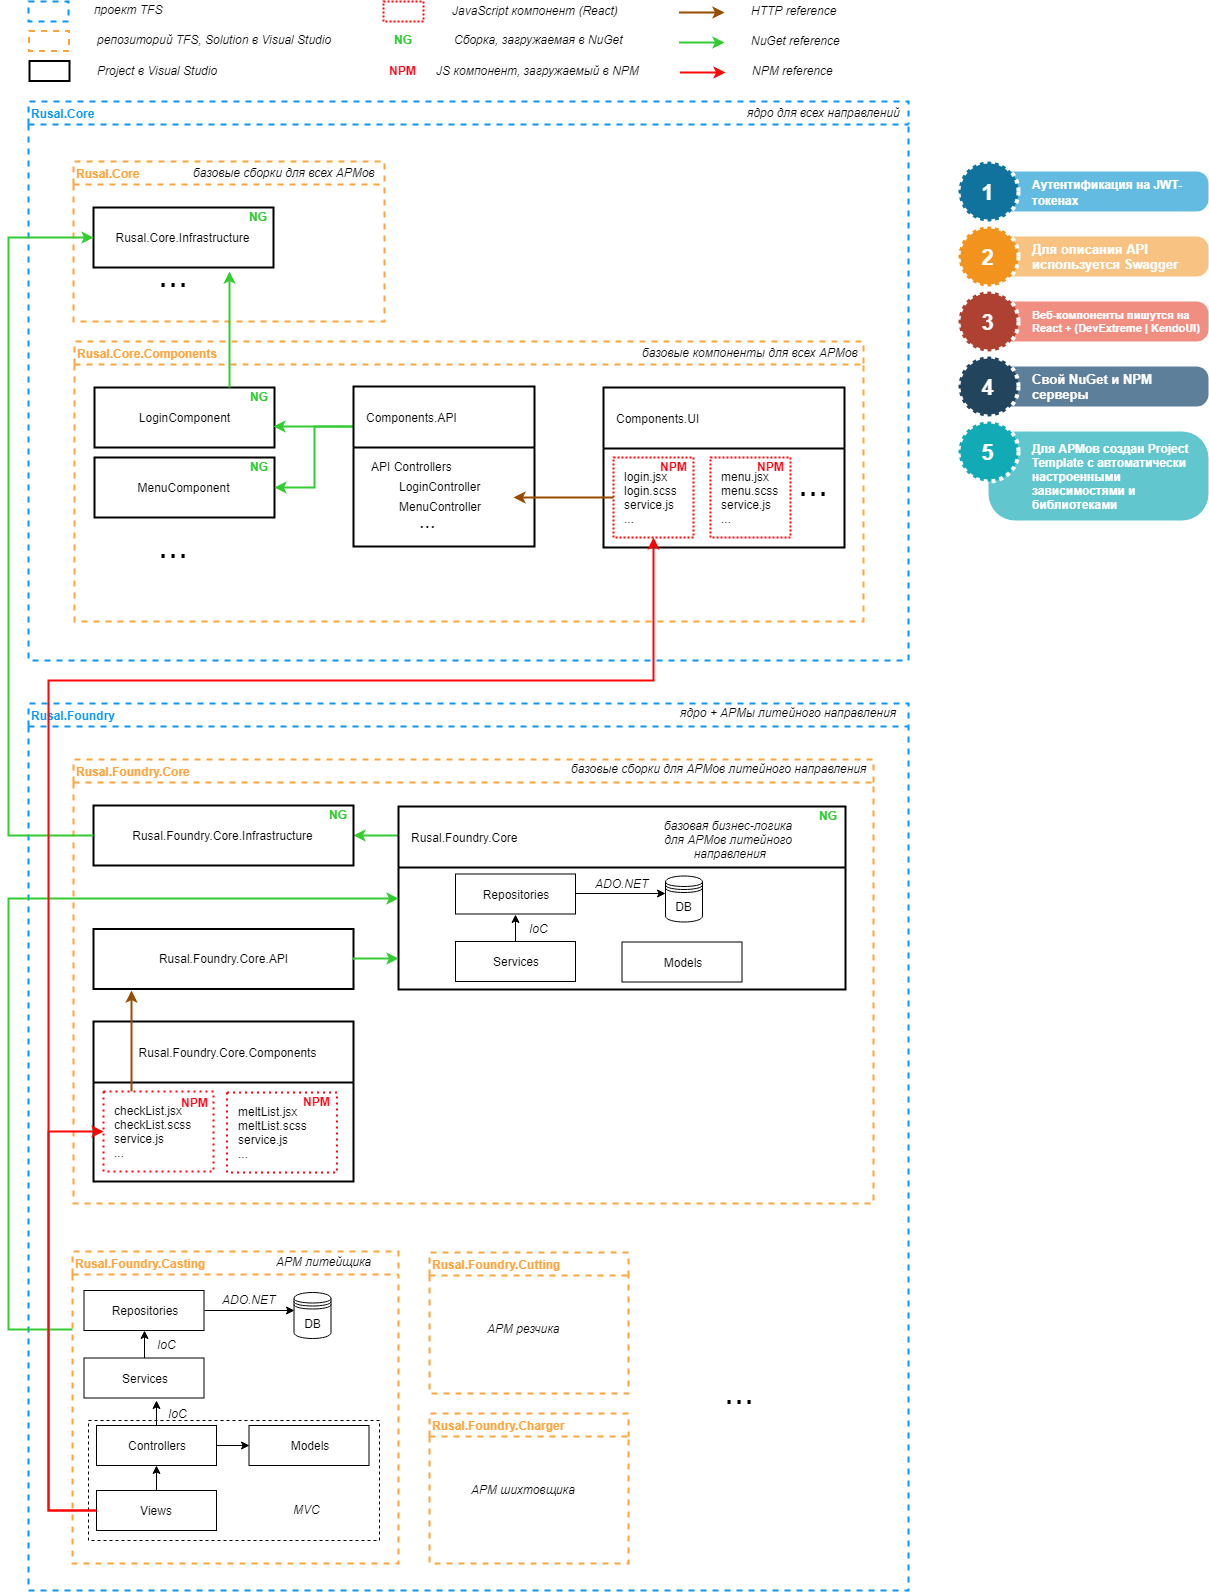 проект TFS
JavaScript компонент (React)
HTTP reference
репозиторий TFS, Solution в Visual Studio
NG
Сборка, загружаемая в NuGet
NuGet reference
Project в Visual Studio
NPM
JS компонент, загружаемый в NPM
NPM reference
Rusal.Core
ядро для всех направлений
Rusal.Core
базовые сборки для всех АРМов
NG
Rusal.Core.Infrastructure
...
Rusal.Core.Components
базовые компоненты для всех АРМов
NG
LoginComponent
NG
MenuComponent
...
Components.API
API Controllers
LoginController
MenuController
...
Components.UI
NPM
login.jsx
login.scss
service.js
...
NPM
menu.jsx
menu.scss
service.js
...
...
1
Аутентификация на JWT-
токенах
2
Для описания API
используется Swagger
3
Веб-компоненты пишутся на
React + (DevExtreme | KendoUI)
4
Свой NuGet и NPM
серверы
5
Для АРМов создан Project
Template с автоматически
настроенными
зависимостями и
библиотеками
Rusal.Foundry
ядро + АРМы литейного направления
Rusal.Foundry.Core
базовые сборки для АРМов литейного направления
NG
Rusal.Foundry.Core.Infrastructure
NG
Rusal.Foundry.Core
базовая бизнес-логика
для АРМов литейного
направления
Repositories
ADO.NET
DB
IoC
Services
Models
Rusal.Foundry.Core.API
Rusal.Foundry.Core.Components
NPM
checkList.jsx
checkList.scss
service.js
...
NPM
meltList.jsx
meltList.scss
service.js
...
Rusal.Foundry.Casting
АРМ литейщика
Repositories
ADO.NET
DB
IoC
Services
IoC
Controllers
Models
Views
MVC
Rusal.Foundry.Cutting
АРМ резчика
...
Rusal.Foundry.Charger
АРМ шихтовщика